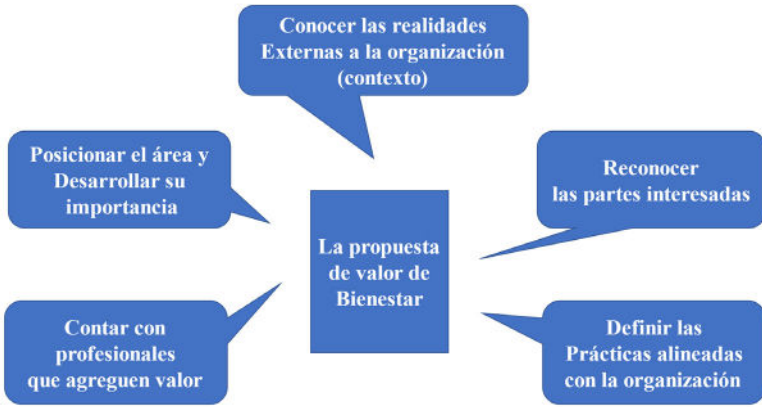 Conocer las realidades
Externas a la organización
(contexto)
Posicionar el área y
Desarrollar su
importancia
Reconocer
las partes interesadas
La propuesta
de valor de
Bienestar
Contar con
profesionales
que agreguen valor
Definir las
Prácticas alineadas
con la organización